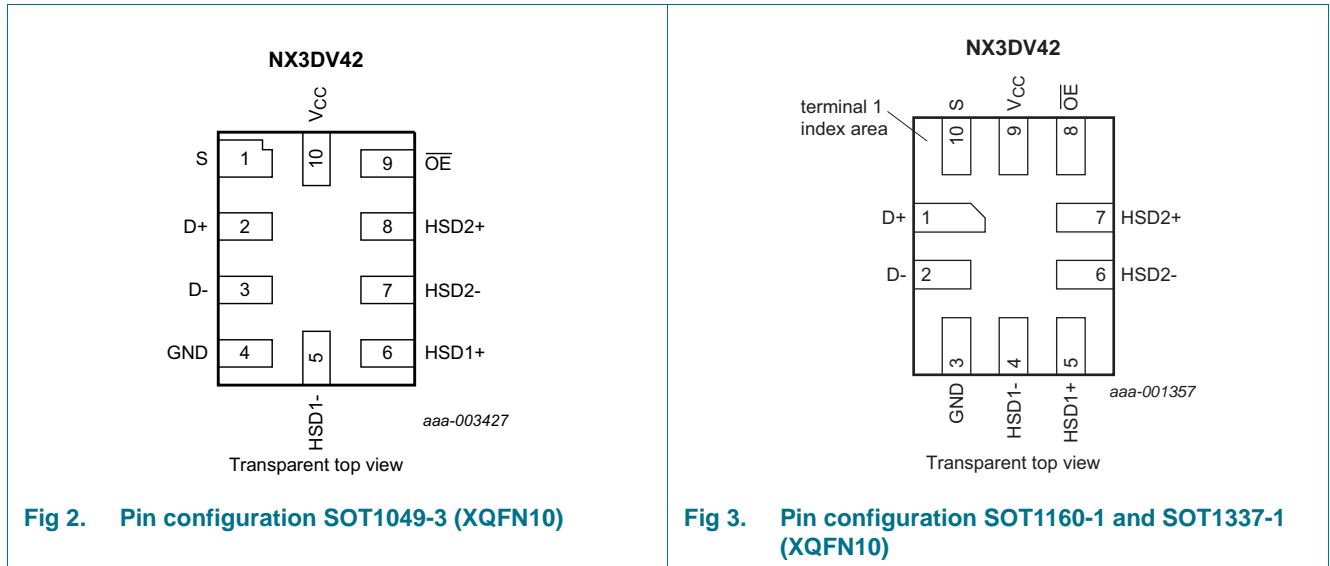 NX3DV42
VCC
S 1 10 9 O̅E̅
D+ 2 8 HSD2+
D- 3 7 HSD2-
GND 4 5 6 HSD1+
HSD1-
aaa-003427
Transparent top view
Fig 2. Pin configuration SOT1049-3 (XQFN10)
NX3DV42
terminal 1
index area
S VCC O̅E̅
10 9 8
D+ 1 7 HSD2+
D- 2 6 HSD2-
3 4 5
GND HSD1- HSD1+
aaa-001357
Transparent top view
Fig 3. Pin configuration SOT1160-1 and SOT1337-1
(XQFN10)